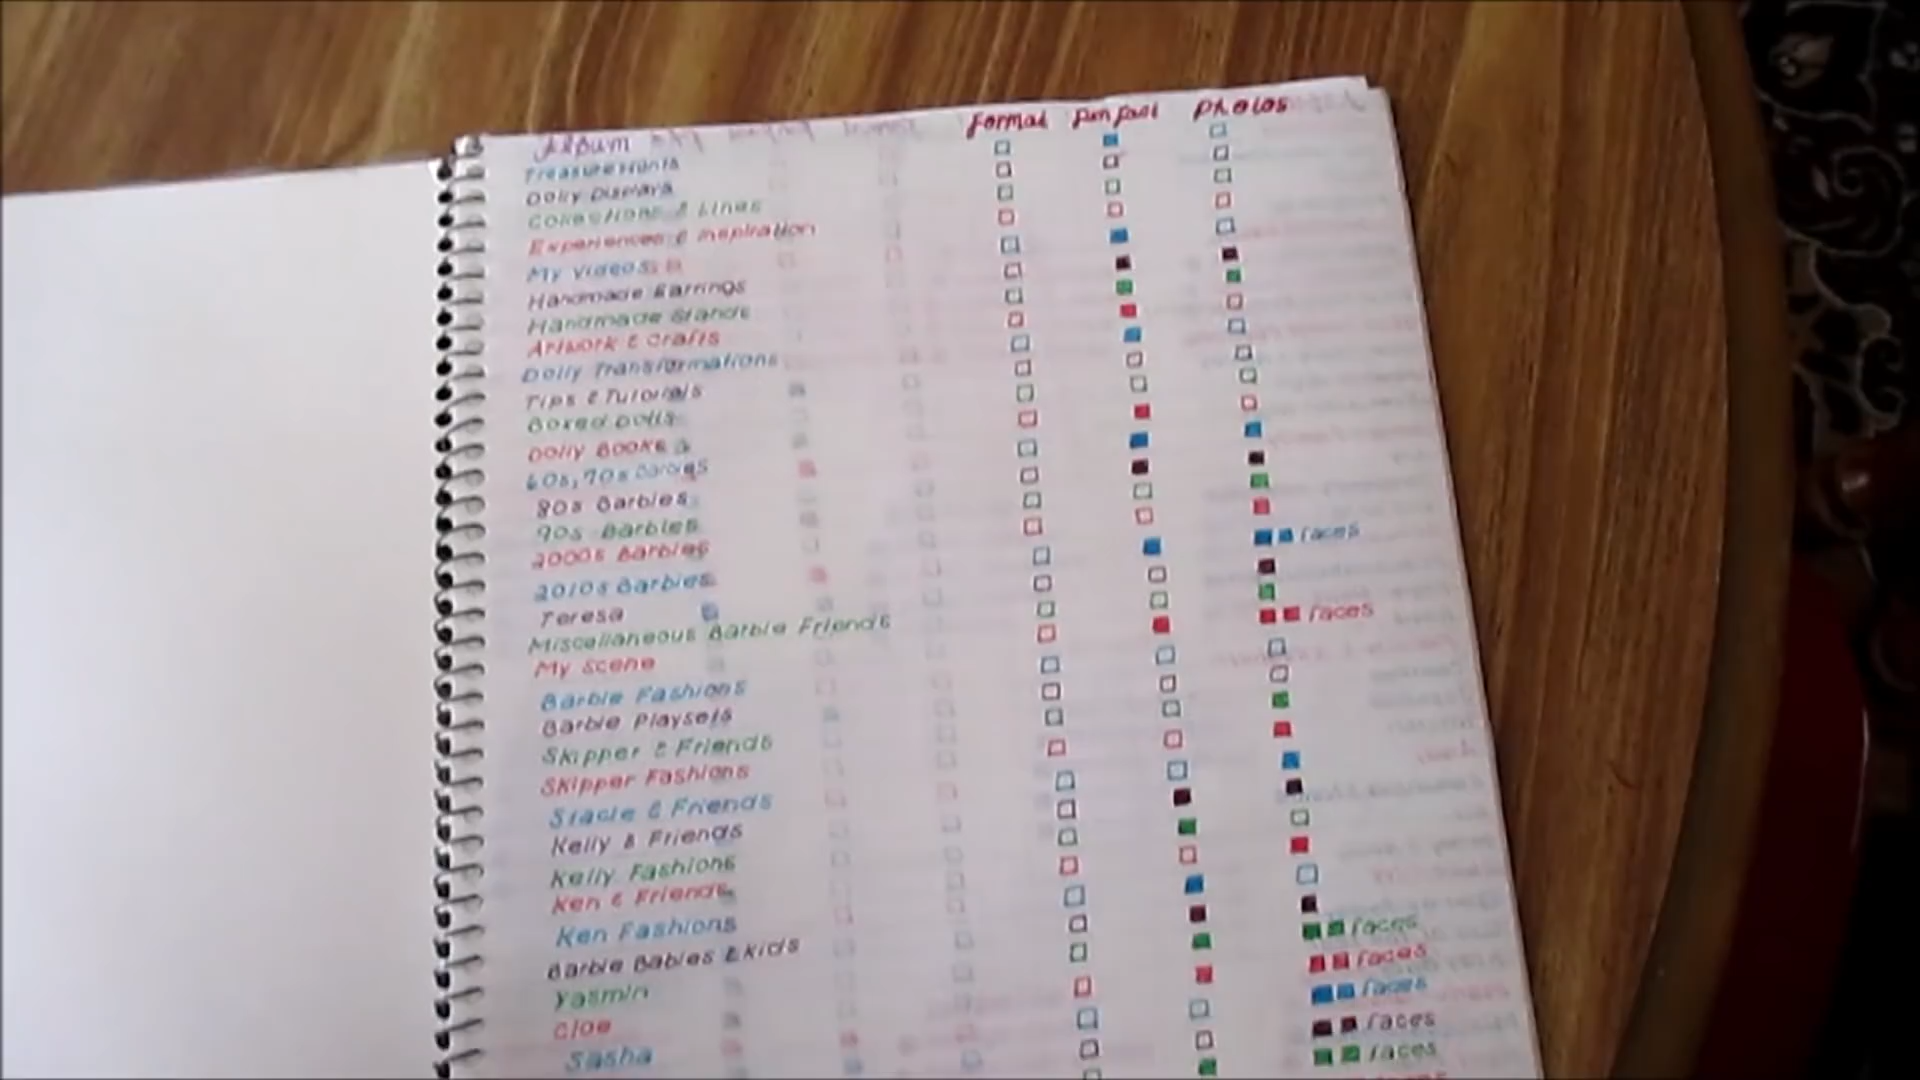 Album Format Fun Fact Photos
Treasure Hunts
Dolly Displays
Collections & Lines
Experiences & Inspiration
My Videos
Handmade Earrings
Handmade Stands
Artwork & Crafts
Dolly Transformations
Tips & Tutorials
Boxed Dolls
Dolly Books
60s, 70s Barbies
80s Barbies
90s Barbies
2000s Barbies
2010s Barbies faces
Teresa
Miscellaneous Barbie Friends
My Scene faces
Barbie Fashions
Barbie Playsets
Skipper & Friends
Skipper Fashions
Stacie & Friends
Kelly & Friends
Kelly Fashions
Ken & Friends
Ken Fashions
Barbie Babies & Kids
Yasmin faces
Cloe faces
Sasha faces
faces
faces